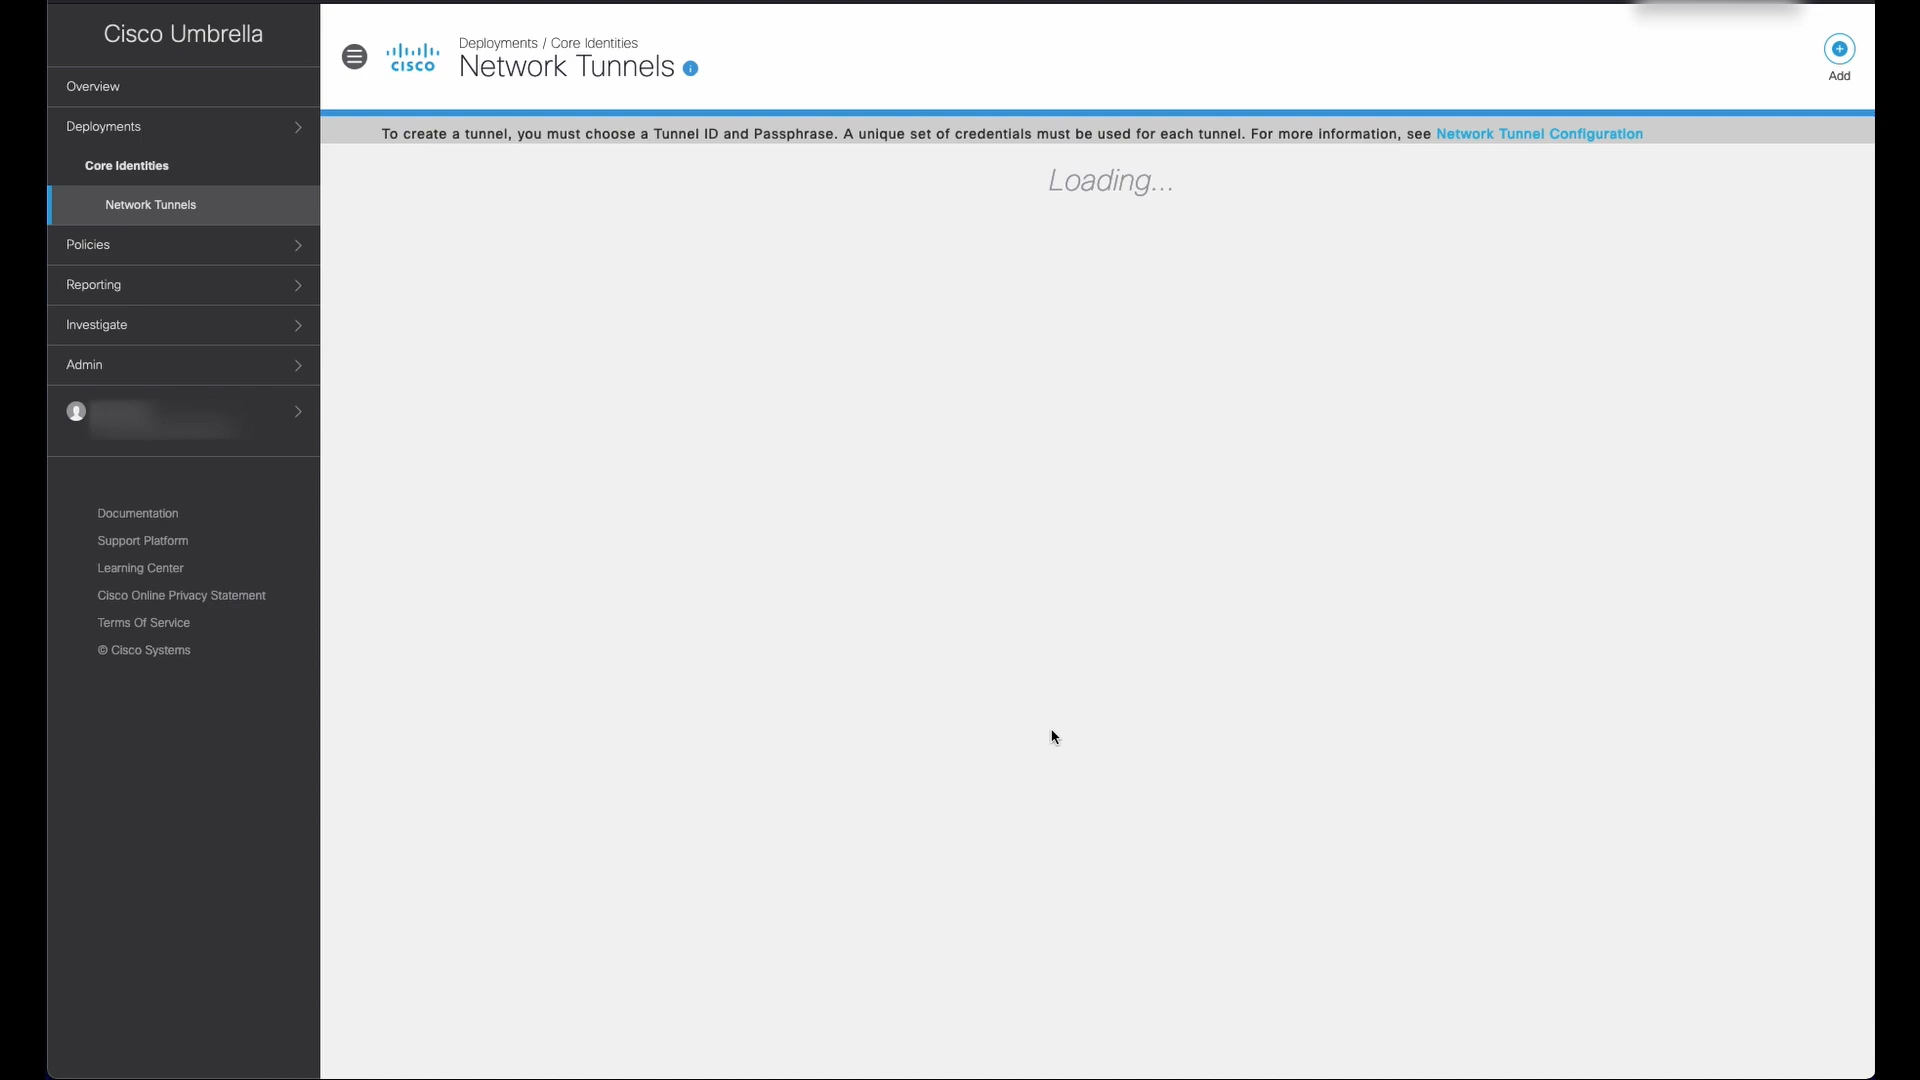 Cisco Umbrella
Overview
Deployments
Core Identities
Network Tunnels
Policies
Reporting
Investigate
Admin
Documentation
Support Platform
Learning Center
Cisco Online Privacy Statement
Terms Of Service
© Cisco Systems
CISCO
Deployments / Core Identities
Network Tunnels
Add
To create a tunnel, you must choose a Tunnel ID and Passphrase. A unique set of credentials must be used for each tunnel. For more information, see Network Tunnel Configuration
Loading...